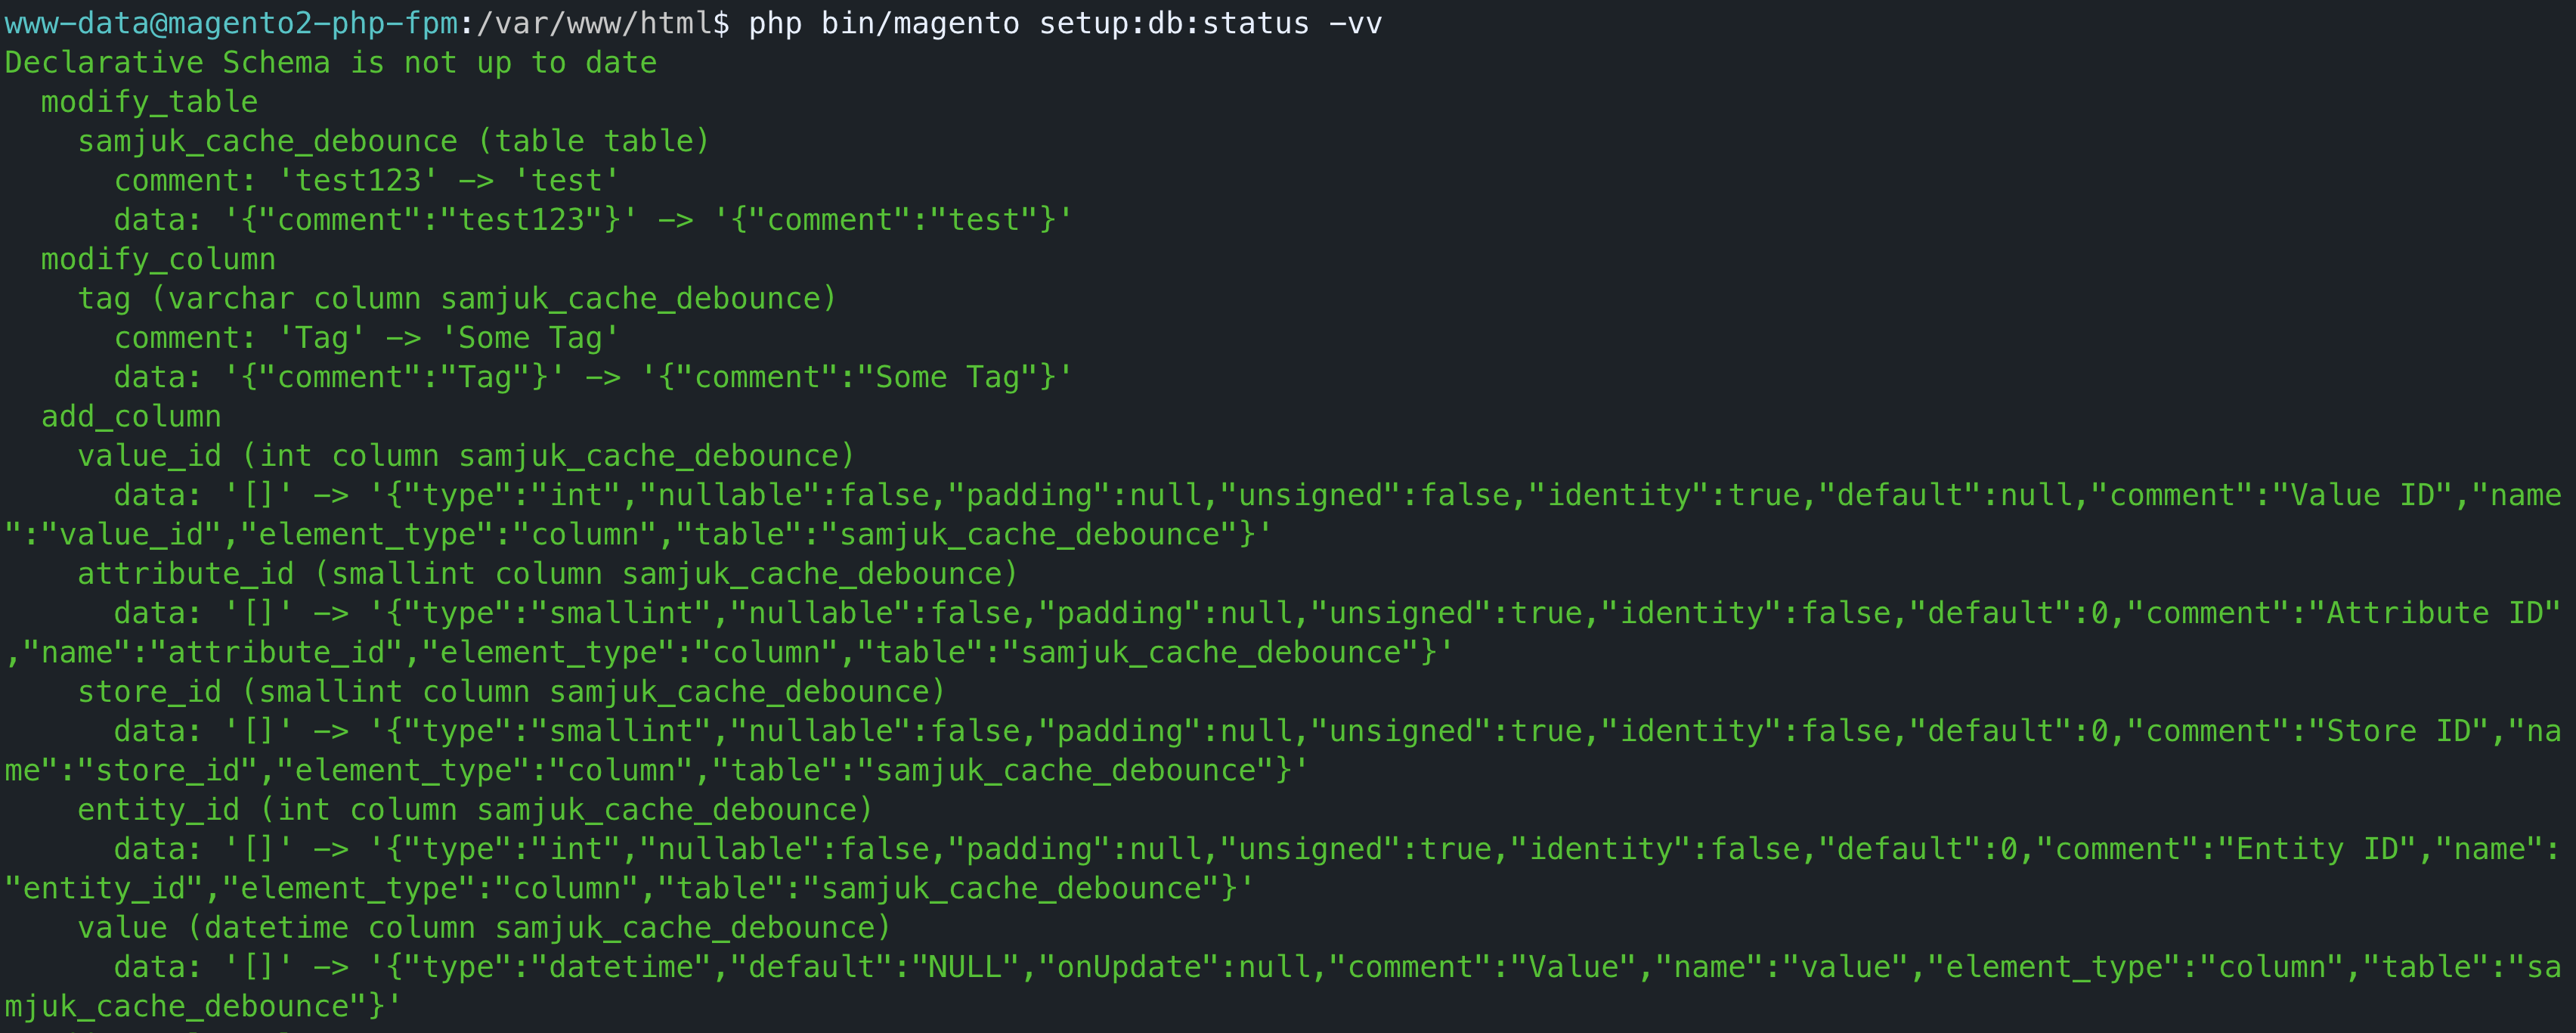 www-data@magento2-php-fpm:/var/www/html$ php bin/magento setup:db:status -vv
Declarative Schema is not up to date
  modify_table
    samjuk_cache_debounce (table table)
      comment: 'test123' -> 'test'
      data: '{"comment":"test123"}' -> '{"comment":"test"}'
  modify_column
    tag (varchar column samjuk_cache_debounce)
      comment: 'Tag' -> 'Some Tag'
      data: '{"comment":"Tag"}' -> '{"comment":"Some Tag"}'
  add_column
    value_id (int column samjuk_cache_debounce)
      data: '[]' -> '{"type":"int","nullable":false,"padding":null,"unsigned":false,"identity":true,"default":null,"comment":"Value ID","name
":"value_id","element_type":"column","table":"samjuk_cache_debounce"}'
    attribute_id (smallint column samjuk_cache_debounce)
      data: '[]' -> '{"type":"smallint","nullable":false,"padding":null,"unsigned":true,"identity":false,"default":0,"comment":"Attribute ID"
,"name":"attribute_id","element_type":"column","table":"samjuk_cache_debounce"}'
    store_id (smallint column samjuk_cache_debounce)
      data: '[]' -> '{"type":"smallint","nullable":false,"padding":null,"unsigned":true,"identity":false,"default":0,"comment":"Store ID","na
me":"store_id","element_type":"column","table":"samjuk_cache_debounce"}'
    entity_id (int column samjuk_cache_debounce)
      data: '[]' -> '{"type":"int","nullable":false,"padding":null,"unsigned":true,"identity":false,"default":0,"comment":"Entity ID","name":
"entity_id","element_type":"column","table":"samjuk_cache_debounce"}'
    value (datetime column samjuk_cache_debounce)
      data: '[]' -> '{"type":"datetime","default":"NULL","onUpdate":null,"comment":"Value","name":"value","element_type":"column","table":"sa
mjuk_cache_debounce"}'